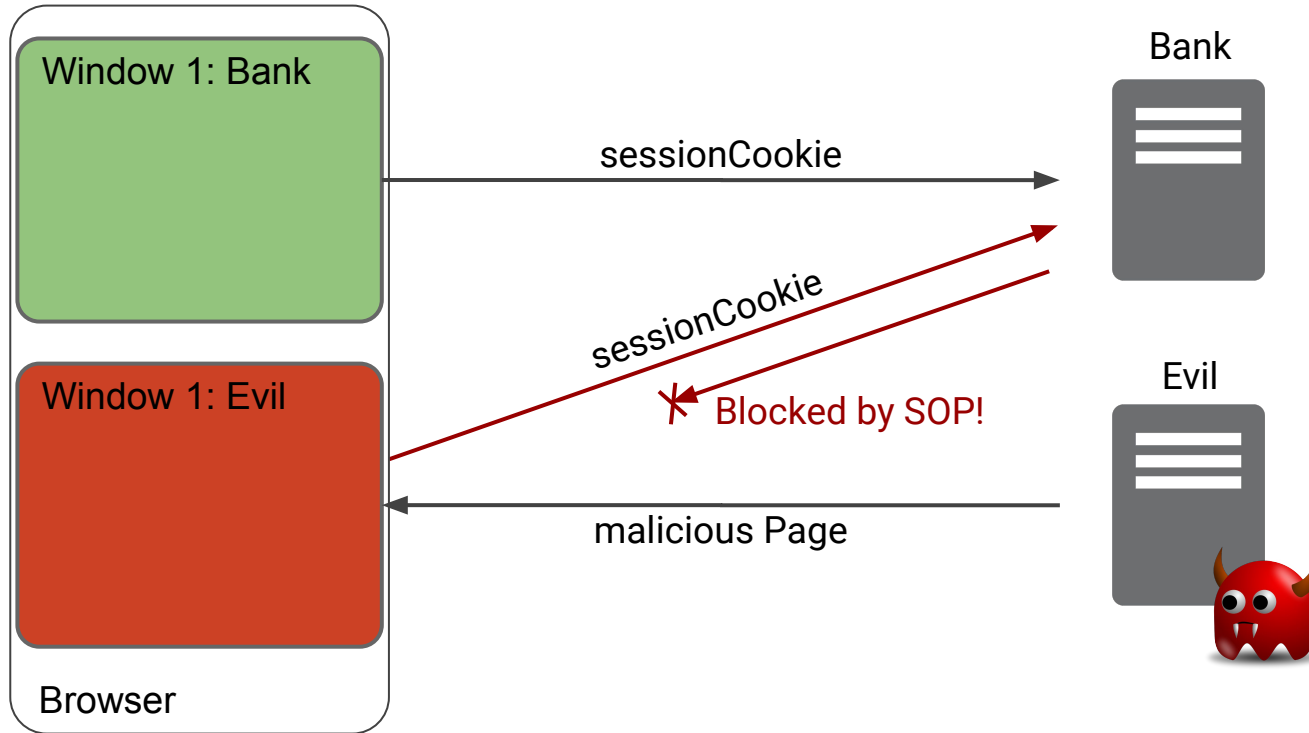 Window 1: Bank
Bank
sessionCookie
sessionCookie
Window 1: Evil
Evil
Blocked by SOP!
malicious Page
Browser